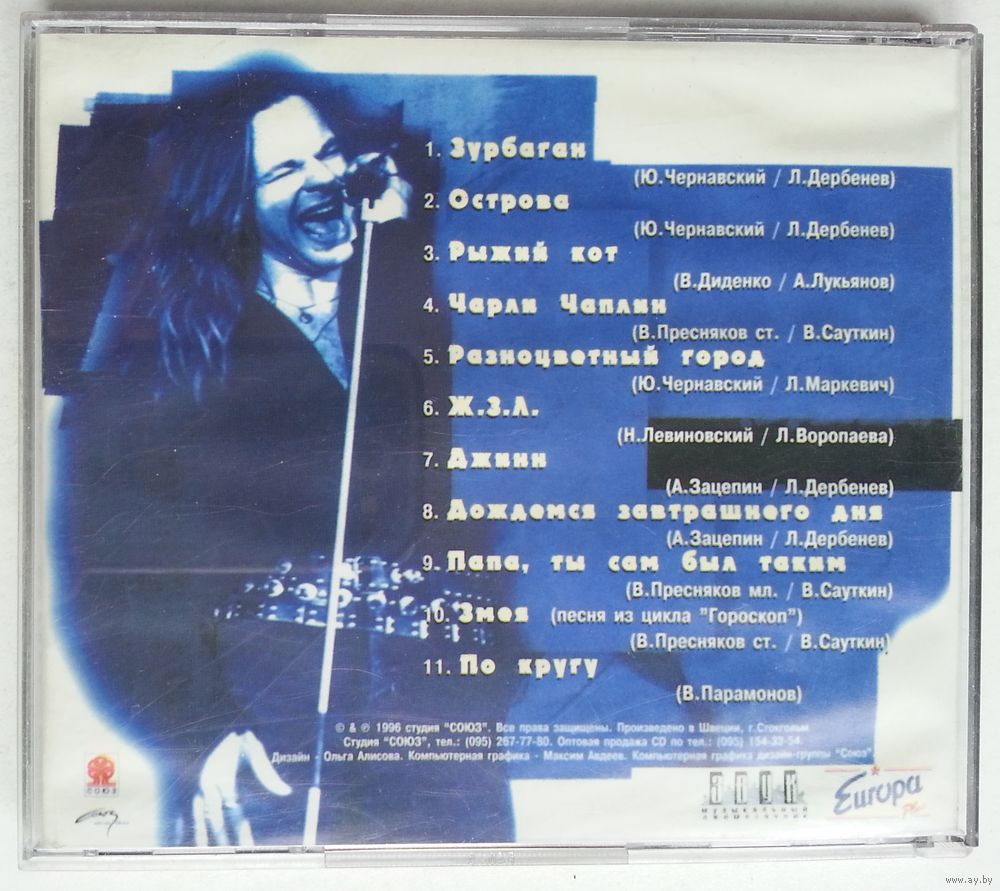 1. Зурбаган
(Ю.Чернавский / Л.Дербенев)
2. Острова
(Ю.Чернавский / Л.Дербенев)
3. Рыжий кот
(В.Диденко / А.Лукьянов)
4. Чарли Чаплин
(В.Пресняков ст. / В.Сауткин)
5. Разноцветный город
(Ю.Чернавский / Л.Маркевич)
6. Ж.З.Л.
(Н.Левиновский / Л.Воропаева)
7. Джинн
(А.Зацепин / Л.Дербенев)
8. Дождемся завтрашнего дня
(А.Зацепин / Л.Дербенев)
9. Папа, ты сам был таким
(В.Пресняков мл. / В.Сауткин)
10. Змея (песня из цикла "Гороскоп")
(В.Пресняков ст. / В.Сауткин)
11. По кругу
(В.Парамонов)
© & ℗ 1996 студия "СОЮЗ". Все права защищены. Произведено в Швеции, г.Стокгольм
Студия "СОЮЗ", тел.: (095) 267-77-80. Оптовая продажа CD по тел.: (095) 154-33-54.
Дизайн - Ольга Алисова. Компьютерная графика - Максим Авдеев. Компьютерная графика дизайн-группы "Союз"
СОЮЗ
музыкальный
Europa
www.ay.by